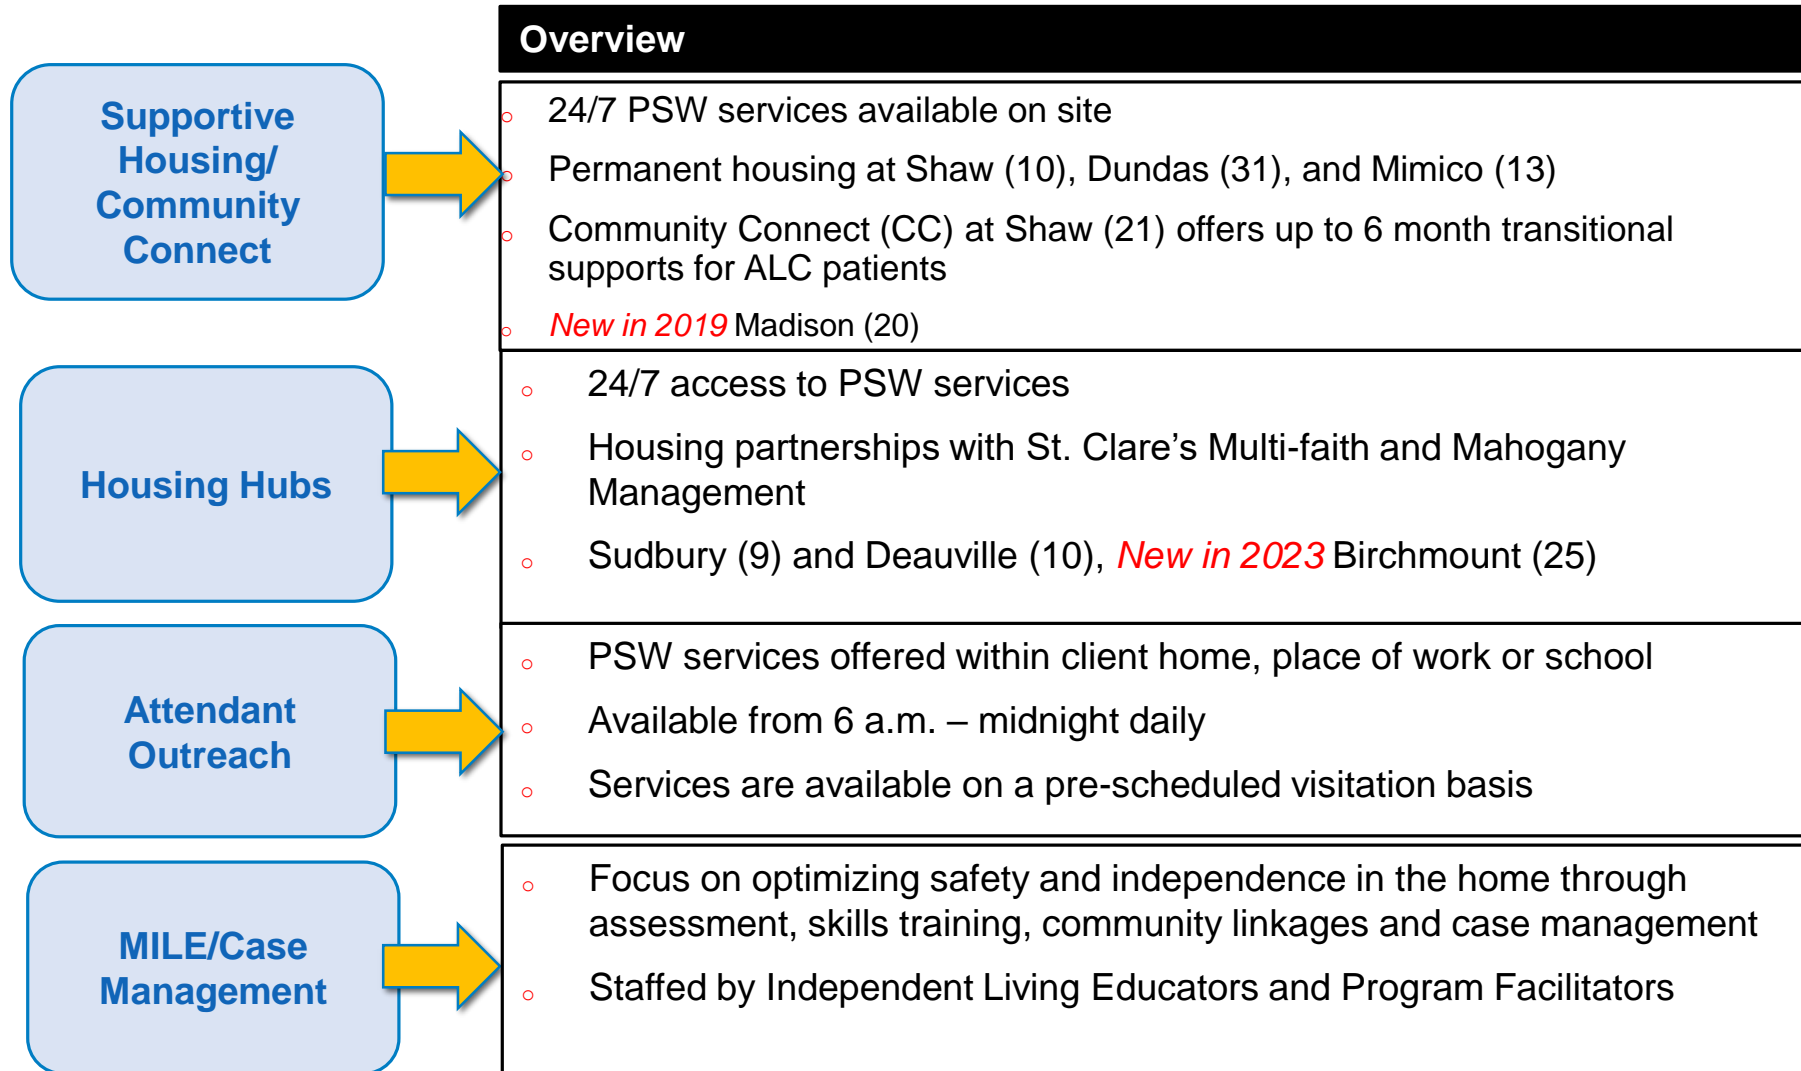 Overview
Supportive
Housing/
Community
Connect
24/7 PSW services available on site
Permanent housing at Shaw (10), Dundas (31), and Mimico (13)
Community Connect (CC) at Shaw (21) offers up to 6 month transitional
supports for ALC patients
New in 2019 Madison (20)
Housing Hubs
24/7 access to PSW services
Housing partnerships with St. Clare’s Multi-faith and Mahogany
Management
Sudbury (9) and Deauville (10), New in 2023 Birchmount (25)
Attendant
Outreach
PSW services offered within client home, place of work or school
Available from 6 a.m. – midnight daily
Services are available on a pre-scheduled visitation basis
MILE/Case
Management
Focus on optimizing safety and independence in the home through
assessment, skills training, community linkages and case management
Staffed by Independent Living Educators and Program Facilitators